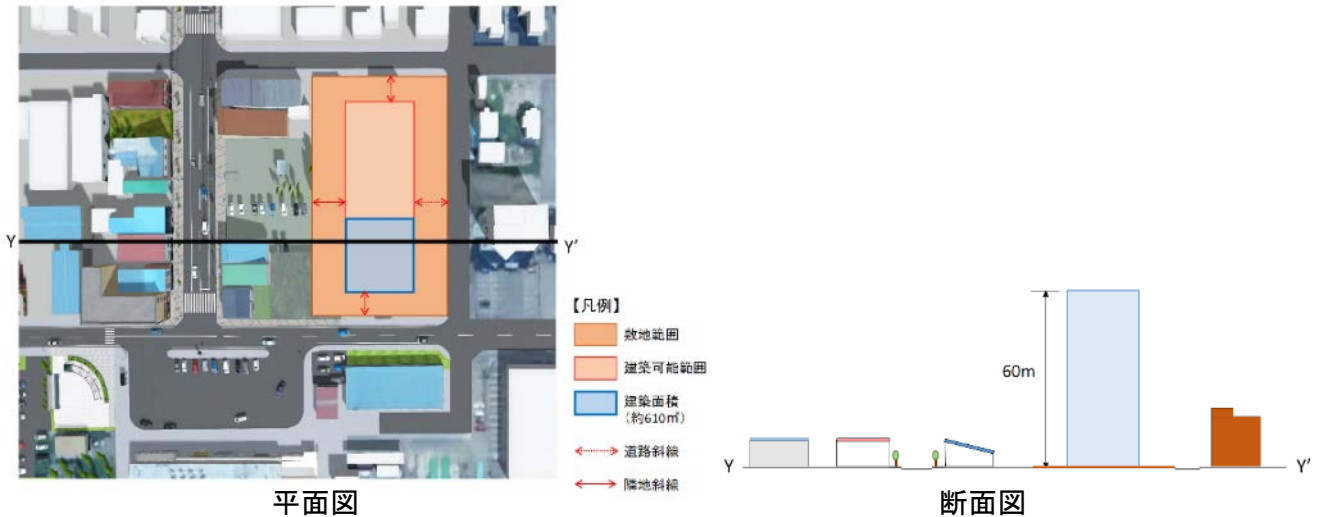 Y
Y'
【凡例】
敷地範囲
建築可能範囲
建築面積
(約610㎡)
道路斜線
隣地斜線
平面図
60m
Y
Y'
断面図